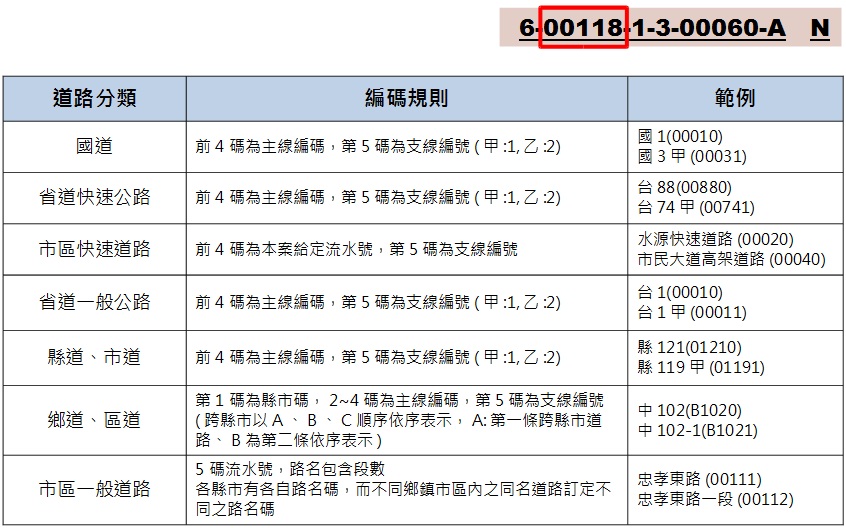 6-00118-1-3-00060-A N
道路分類 編碼規則 範例
國道 前 4 碼為主線編碼，第 5 碼為支線編號 ( 甲 :1, 乙 :2) 國 1(00010)
國 3 甲 (00031)
省道快速公路 前 4 碼為主線編碼，第 5 碼為支線編號 ( 甲 :1, 乙 :2) 台 88(00880)
台 74 甲 (00741)
市區快速道路 前 4 碼為本案給定流水號，第 5 碼為支線編號 水源快速道路 (00020)
市民大道高架道路 (00040)
省道一般公路 前 4 碼為主線編碼，第 5 碼為支線編號 ( 甲 :1, 乙 :2) 台 1(00010)
台 1 甲 (00011)
縣道、市道 前 4 碼為主線編碼，第 5 碼為支線編號 ( 甲 :1, 乙 :2) 縣 121(01210)
縣 119 甲 (01191)
鄉道、區道 第 1 碼為縣市碼， 2~4 碼為主線編碼，第 5 碼為支線編號
( 跨縣市以 A 、 B 、 C 順序依序表示， A: 第一條跨縣市道
路、 B 為第二條依序表示 )
中 102(B1020)
中 102-1(B1021)
市區一般道路 5 碼流水號，路名包含段數
各縣市有各自路名碼，而不同鄉鎮市區內之同名道路訂定不
同之路名碼
忠孝東路 (00111)
忠孝東路一段 (00112)